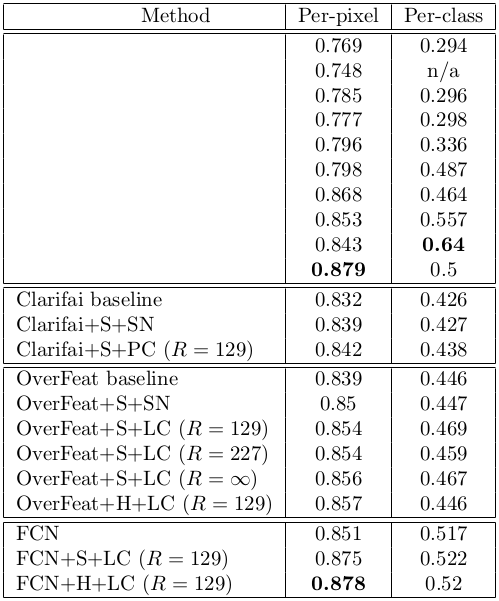 Method Per-pixel Per-class
0.769 0.294
0.748 n/a
0.785 0.296
0.777 0.298
0.796 0.336
0.798 0.487
0.868 0.464
0.853 0.557
0.843 0.64
0.879 0.5
Clarifai baseline 0.832 0.426
Clarifai+S+SN 0.839 0.427
Clarifai+S+PC (R = 129) 0.842 0.438
OverFeat baseline 0.839 0.446
OverFeat+S+SN 0.85 0.447
OverFeat+S+LC (R = 129) 0.854 0.469
OverFeat+S+LC (R = 227) 0.854 0.459
OverFeat+S+LC (R = ∞) 0.856 0.467
OverFeat+H+LC (R = 129) 0.857 0.446
FCN 0.851 0.517
FCN+S+LC (R = 129) 0.875 0.522
FCN+H+LC (R = 129) 0.878 0.52